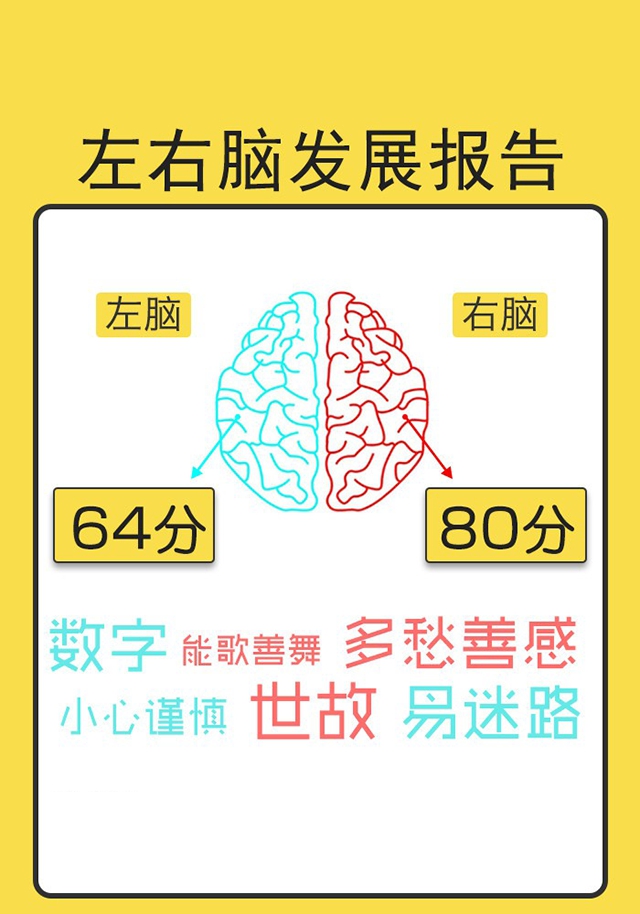 左右脑发展报告
左脑 右脑
64分 80分
数字 能歌善舞 多愁善感
小心谨慎 世故 易迷路